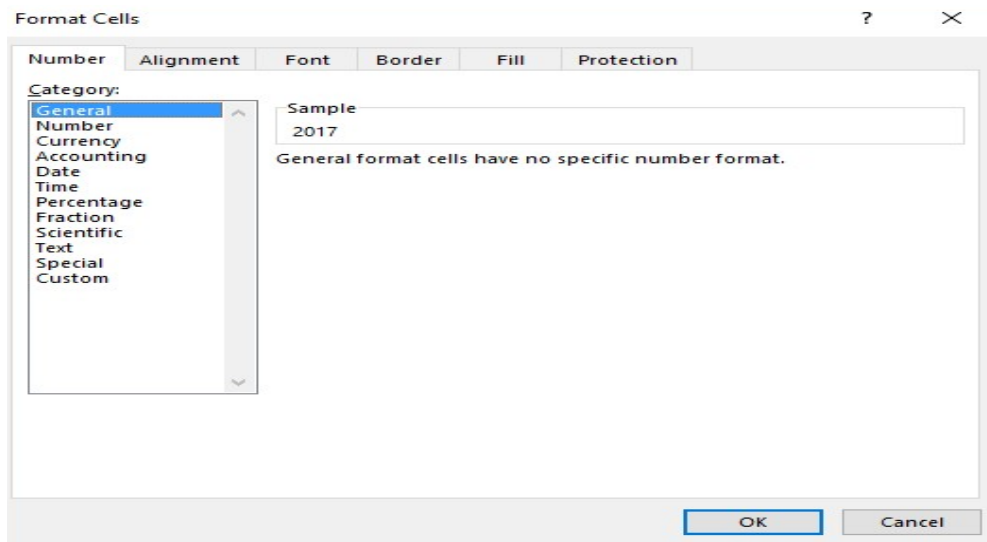 Format Cells ? ×
Number Alignment Font Border Fill Protection
Category:
General
Number
Currency
Accounting
Date
Time
Percentage
Fraction
Scientific
Text
Special
Custom
Sample
2017
General format cells have no specific number format.
OK Cancel